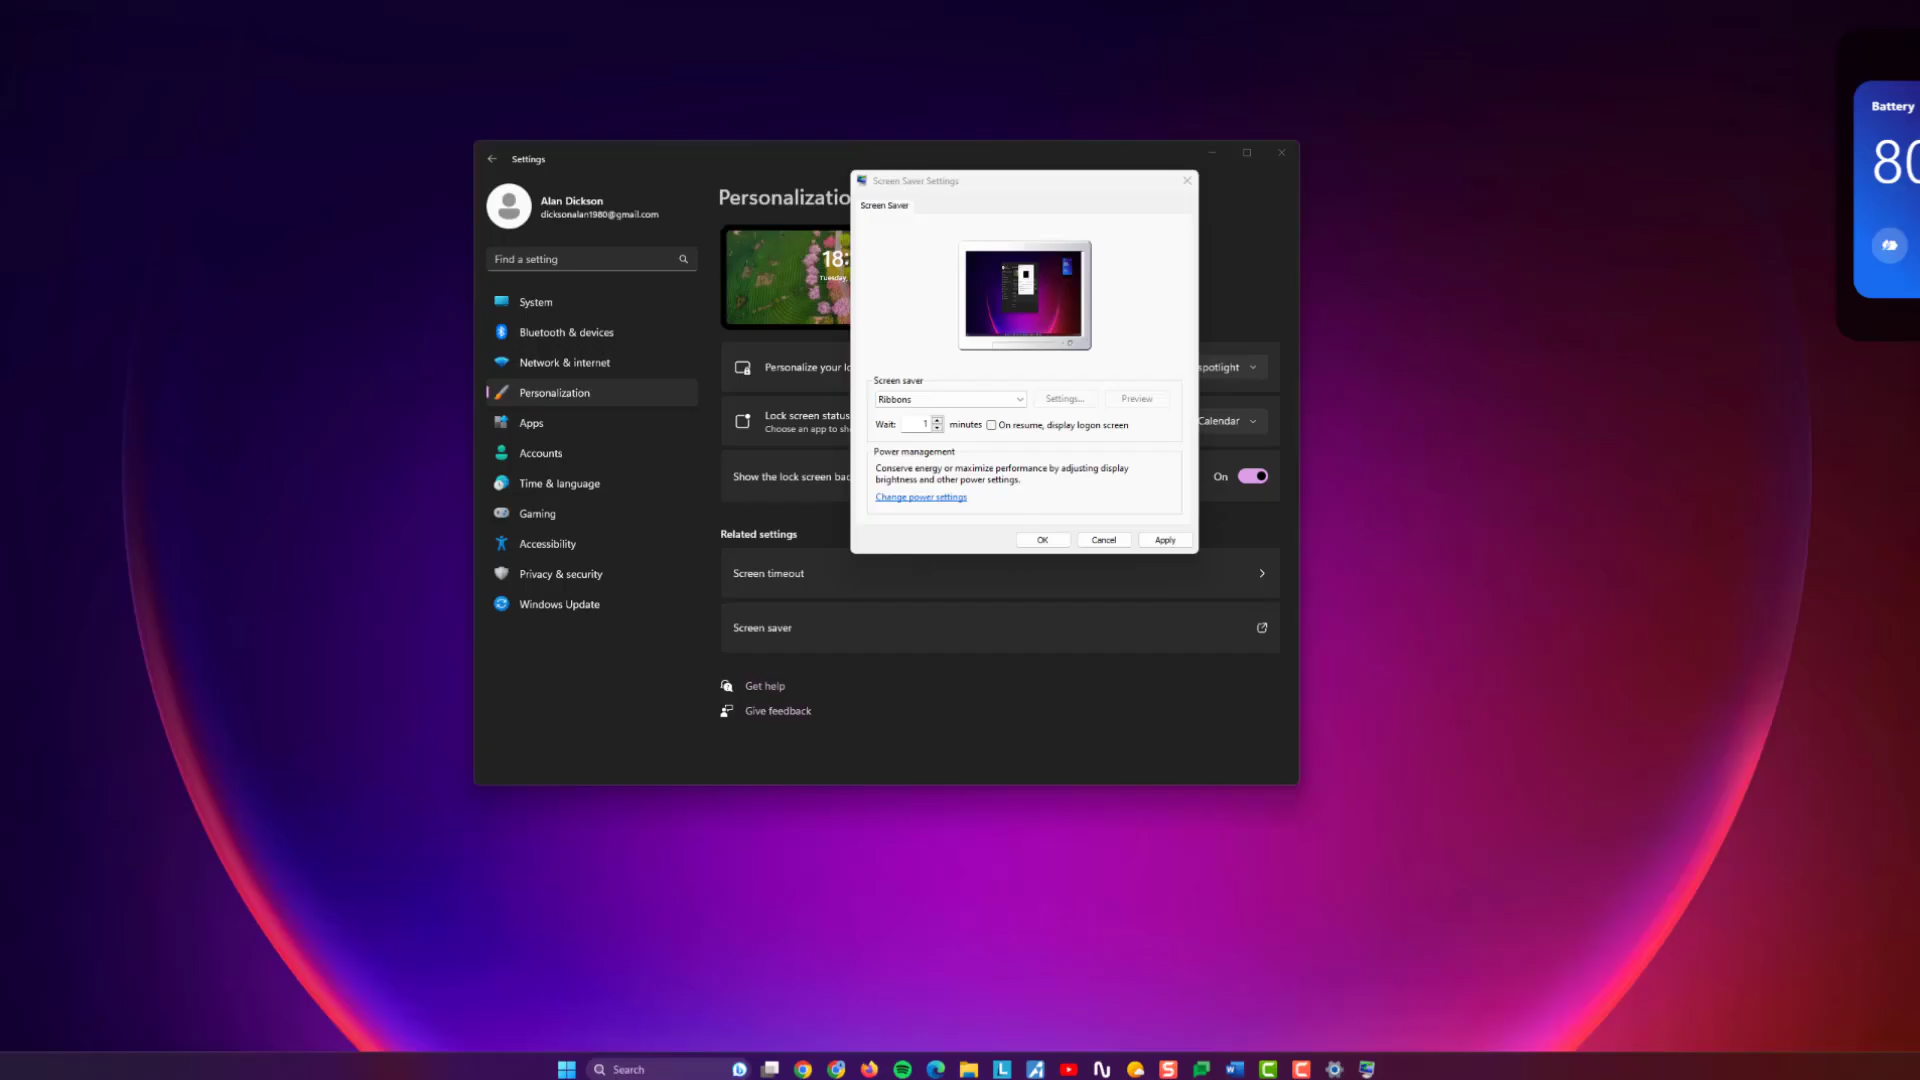 Battery
80
Settings
Alan Dickson
dicksonalan1980@gmail.com
Find a setting
System
Bluetooth & devices
Network & internet
Personalization
Apps
Accounts
Time & language
Gaming
Accessibility
Privacy & security
Windows Update
Personalizatio
18:
Tuesday,
Personalize your lo
spotlight
Lock screen status
Choose an app to sh
Calendar
Show the lock screen bac
On
Related settings
Screen timeout
Screen saver
Get help
Give feedback
Screen Saver Settings
Screen Saver
Screen saver
Ribbons
Settings...
Preview
Wait: 1 minutes On resume, display logon screen
Power management
Conserve energy or maximize performance by adjusting display
brightness and other power settings.
Change power settings
OK
Cancel
Apply
Search